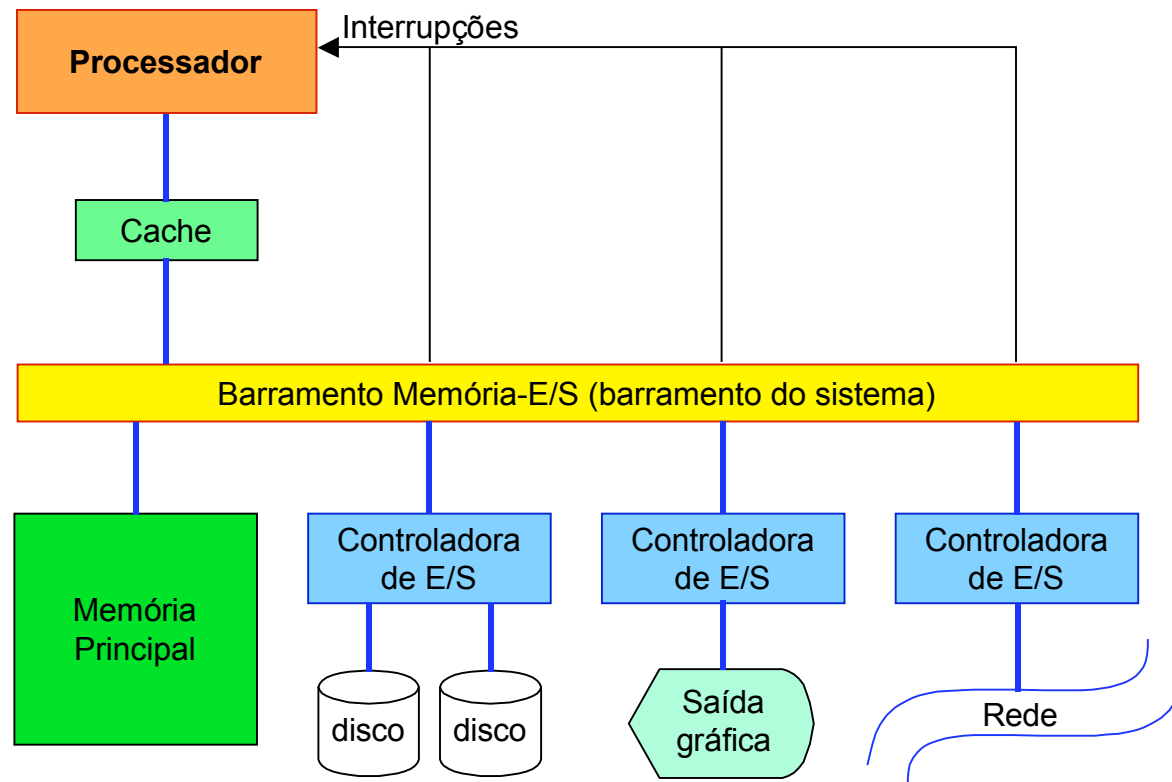 Interrupções
Processador
Cache
Barramento Memória-E/S (barramento do sistema)
Memória
Principal
Controladora
de E/S
Controladora
de E/S
Controladora
de E/S
disco
disco
Saída
gráfica
Rede